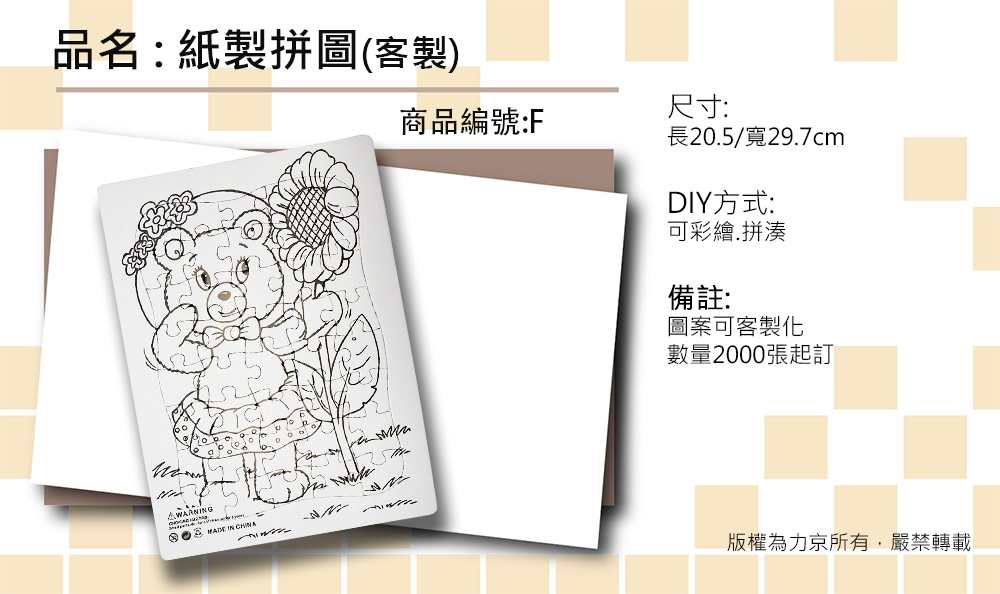 品名 : 紙製拼圖(客製)
商品編號:F
尺寸:
長20.5/寬29.7cm
DIY方式:
可彩繪.拼湊
備註:
圖案可客製化
數量2000張起訂
WARNING
MADE IN CHINA
版權為力京所有，嚴禁轉載